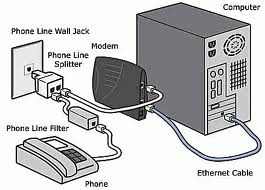 Computer
Phone Line Wall Jack
Modem
Phone Line
Splitter
Phone Line Filter
Ethernet Cable
Phone